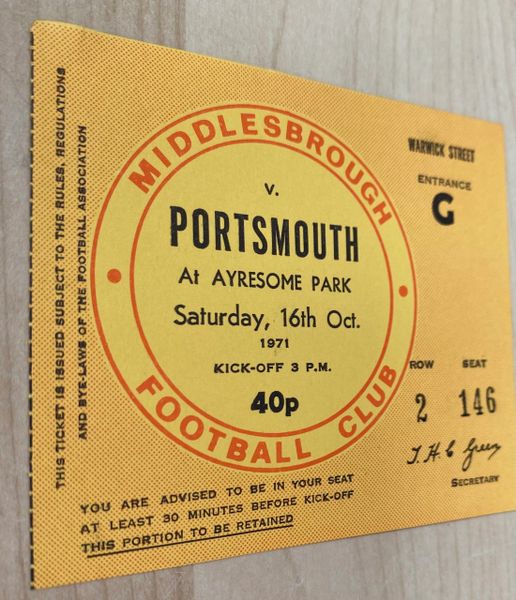 THIS TICKET IS ISSUED SUBJECT TO THE RULES, REGULATIONS
AND BYE-LAWS OF THE FOOTBALL ASSOCIATION
MIDDLESBROUGH
v.
PORTSMOUTH
At AYRESOME PARK
Saturday, 16th Oct.
1971
KICK-OFF 3 P.M.
40p
FOOTBALL CLUB
WARWICK STREET
ENTRANCE
G
ROW SEAT
2 146
T. H. C Green
SECRETARY
YOU ARE ADVISED TO BE IN YOUR SEAT
AT LEAST 30 MINUTES BEFORE KICK-OFF
THIS PORTION TO BE RETAINED